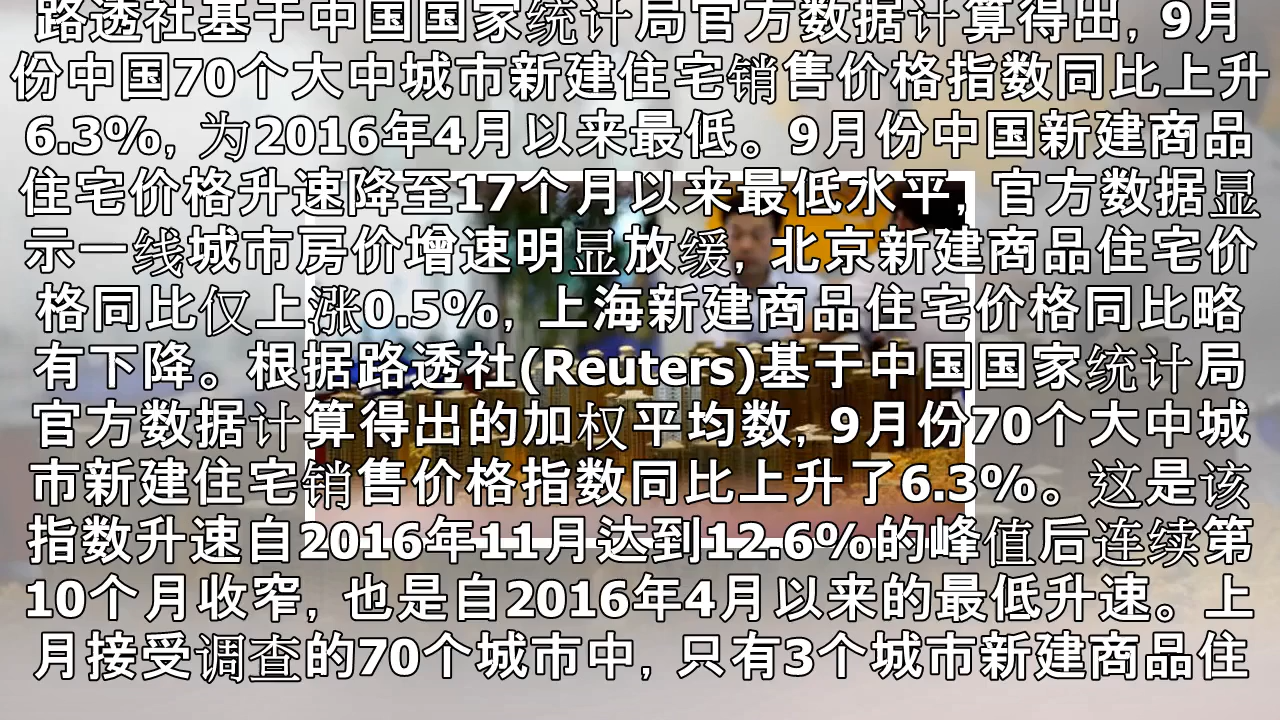 路透社基于中国国家统计局官方数据计算得出, 9月
份中国70个大中城市新建住宅销售价格指数同比上升
6.3%, 为2016年4月以来最低。9月份中国新建商品
住宅价格升速降至17个月以来最低水平, 官方数据显
示一线城市房价增速明显放缓, 北京新建商品住宅价
格同比仅上涨0.5%, 上海新建商品住宅价格同比略
有下降。根据路透社(Reuters)基于中国国家统计局
官方数据计算得出的加权平均数, 9月份70个大中城
市新建住宅销售价格指数同比上升了6.3%。这是该
指数升速自2016年11月达到12.6%的峰值后连续第
10个月收窄, 也是自2016年4月以来的最低升速。上
月接受调查的70个城市中, 只有3个城市新建商品住